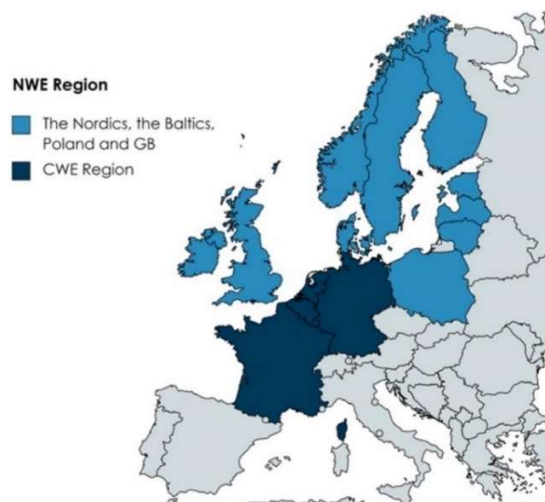 NWE Region
The Nordics, the Baltics,
Poland and GB
CWE Region